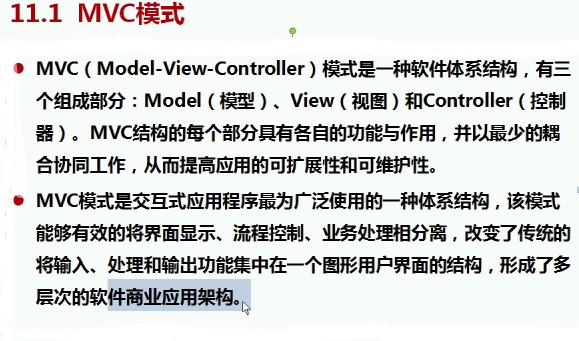 11.1 MVC模式
MVC（Model-View-Controller）模式是一种软件体系结构，有三
个组成部分：Model（模型）、View（视图）和Controller（控制
器）。MVC结构的每个部分具有各自的功能与作用，并以最少的耦
合协同工作，从而提高应用的可扩展性和可维护性。
MVC模式是交互式应用程序最为广泛使用的一种体系结构，该模式
能够有效的将界面显示、流程控制、业务处理相分离，改变了传统的
将输入、处理和输出功能集中在一个图形用户界面的结构，形成了多
层次的软件商业应用架构。